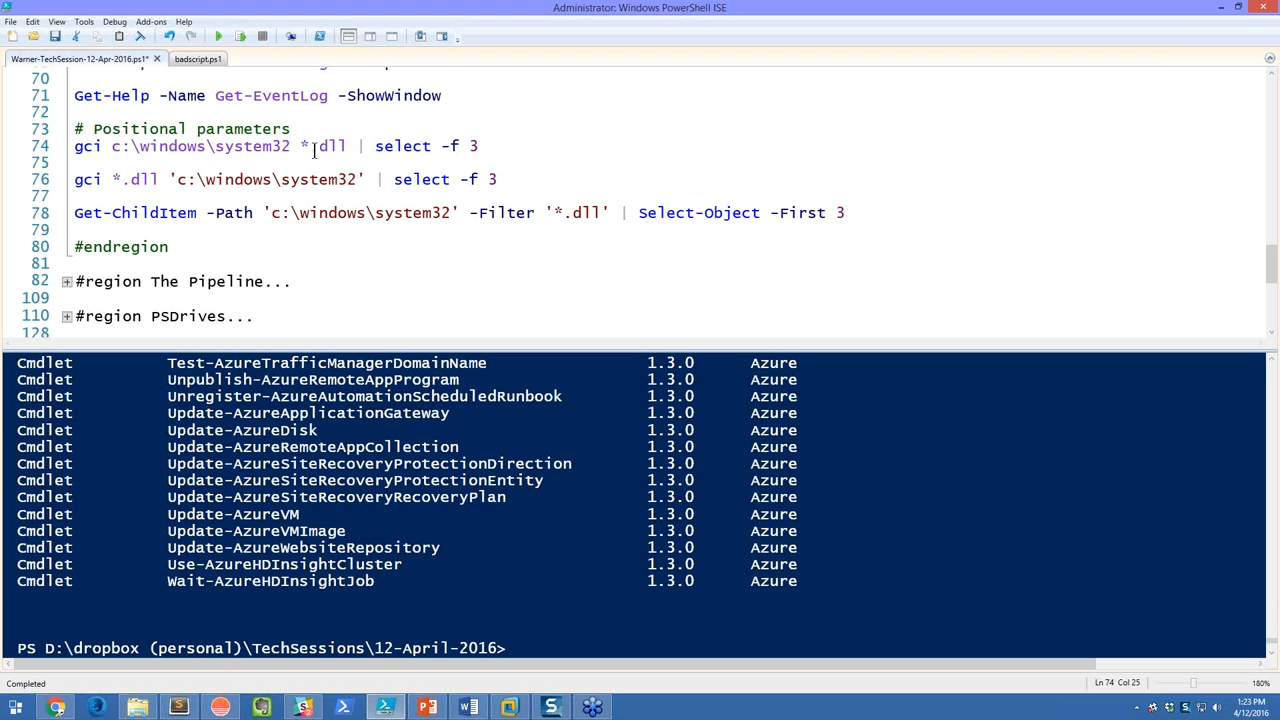 Administrator: Windows PowerShell ISE
File Edit View Tools Debug Add-ons Help
Warner-TechSession-12-Apr-2016.ps1* badscript.ps1
70
71 Get-Help -Name Get-EventLog -ShowWindow
72
73 # Positional parameters
74 gci c:\windows\system32 *.dll | select -f 3
75
76 gci *.dll 'c:\windows\system32' | select -f 3
77
78 Get-ChildItem -Path 'c:\windows\system32' -Filter '*.dll' | Select-Object -First 3
79
80 #endregion
81
82 #region The Pipeline...
109
110 #region PSDrives...
128
Cmdlet Test-AzureTrafficManagerDomainName 1.3.0 Azure
Cmdlet Unpublish-AzureRemoteAppProgram 1.3.0 Azure
Cmdlet Unregister-AzureAutomationScheduledRunbook 1.3.0 Azure
Cmdlet Update-AzureApplicationGateway 1.3.0 Azure
Cmdlet Update-AzureDisk 1.3.0 Azure
Cmdlet Update-AzureRemoteAppCollection 1.3.0 Azure
Cmdlet Update-AzureSiteRecoveryProtectionDirection 1.3.0 Azure
Cmdlet Update-AzureSiteRecoveryProtectionEntity 1.3.0 Azure
Cmdlet Update-AzureSiteRecoveryRecoveryPlan 1.3.0 Azure
Cmdlet Update-AzureVM 1.3.0 Azure
Cmdlet Update-AzureVMImage 1.3.0 Azure
Cmdlet Update-AzureWebsiteRepository 1.3.0 Azure
Cmdlet Use-AzureHDInsightCluster 1.3.0 Azure
Cmdlet Wait-AzureHDInsightJob 1.3.0 Azure
PS D:\dropbox (personal)\TechSessions\12-April-2016>
Completed Ln 74 Col 25 180%
1:23 PM
4/12/2016